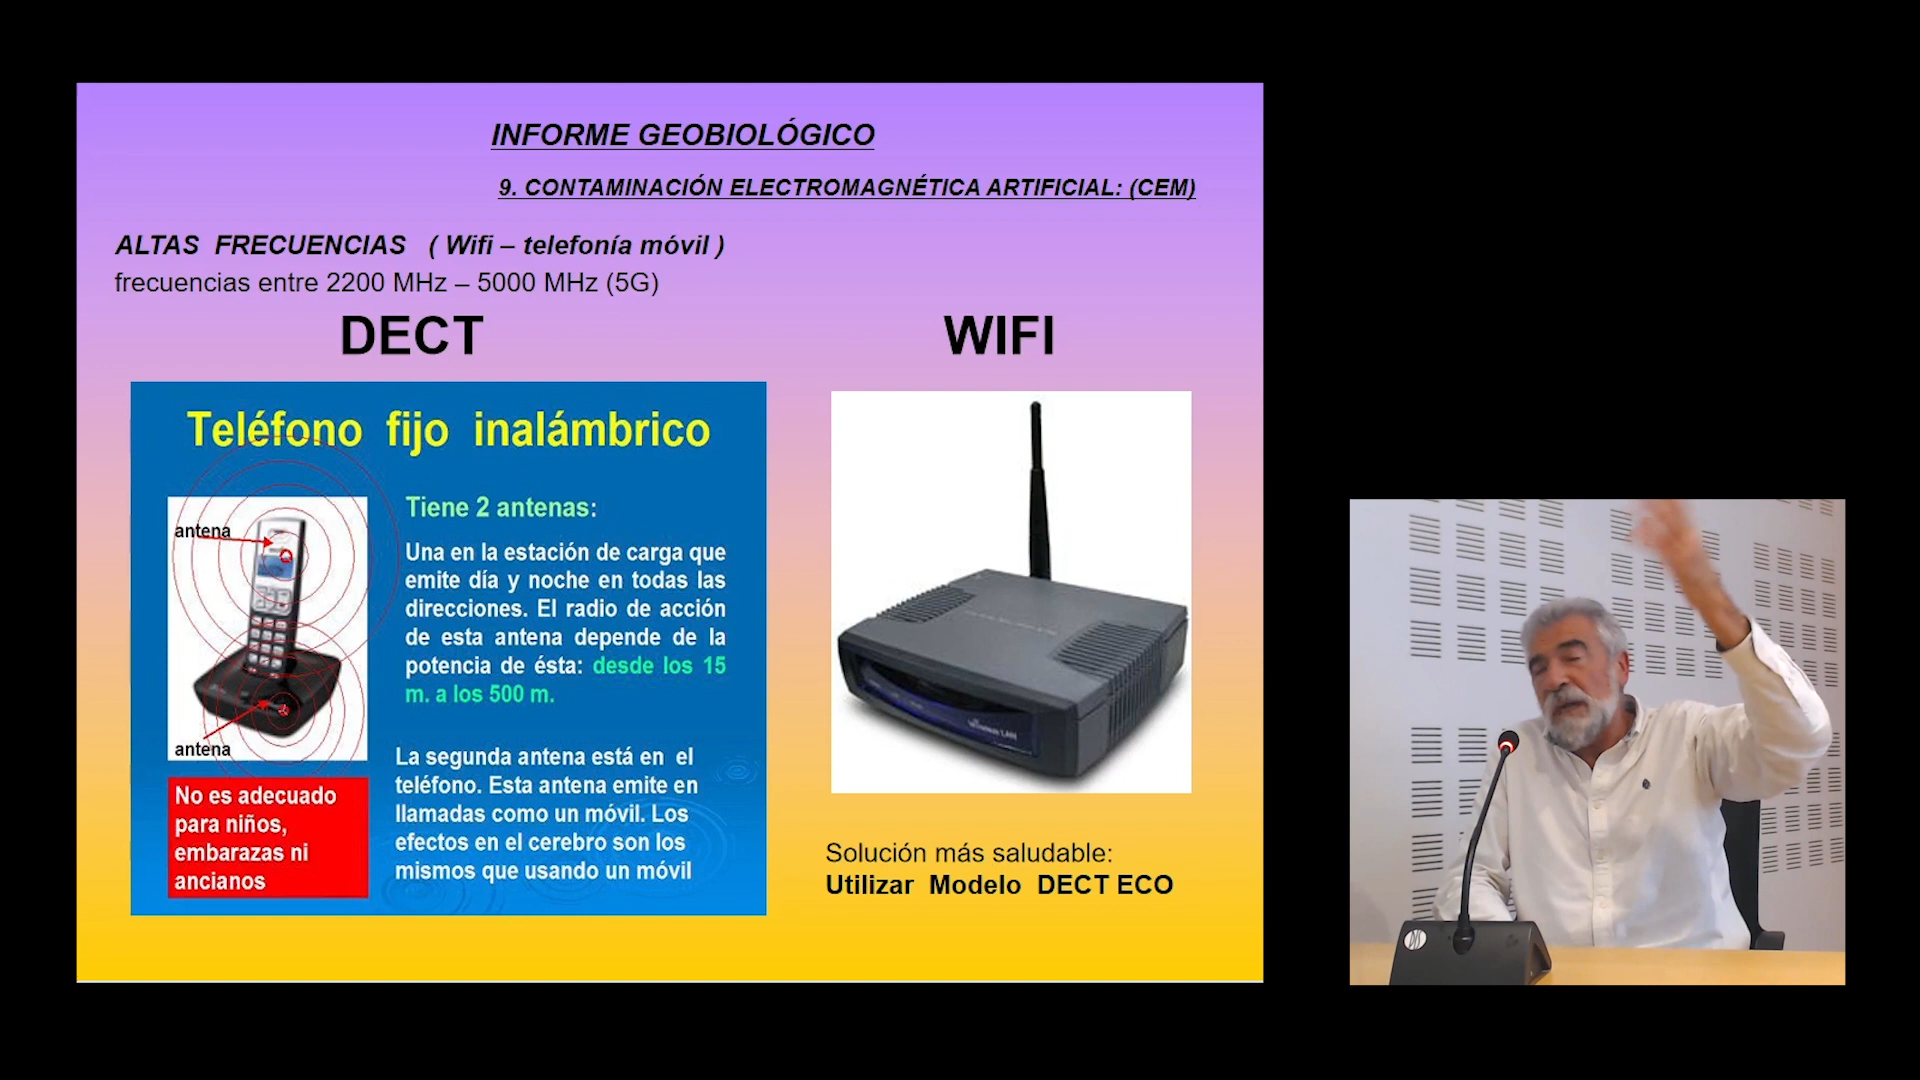 INFORME GEOBIOLÓGICO
9. CONTAMINACIÓN ELECTROMAGNÉTICA ARTIFICIAL: (CEM)
ALTAS FRECUENCIAS ( Wifi – telefonía móvil )
frecuencias entre 2200 MHz – 5000 MHz (5G)
DECT
Teléfono fijo inalámbrico
antena
antena
No es adecuado
para niños,
embarazas ni
ancianos
Tiene 2 antenas:
Una en la estación de carga que
emite día y noche en todas las
direcciones. El radio de acción
de esta antena depende de la
potencia de ésta: desde los 15
m. a los 500 m.
La segunda antena está en el
teléfono. Esta antena emite en
llamadas como un móvil. Los
efectos en el cerebro son los
mismos que usando un móvil
WIFI
Wireless LAN
Solución más saludable:
Utilizar Modelo DECT ECO